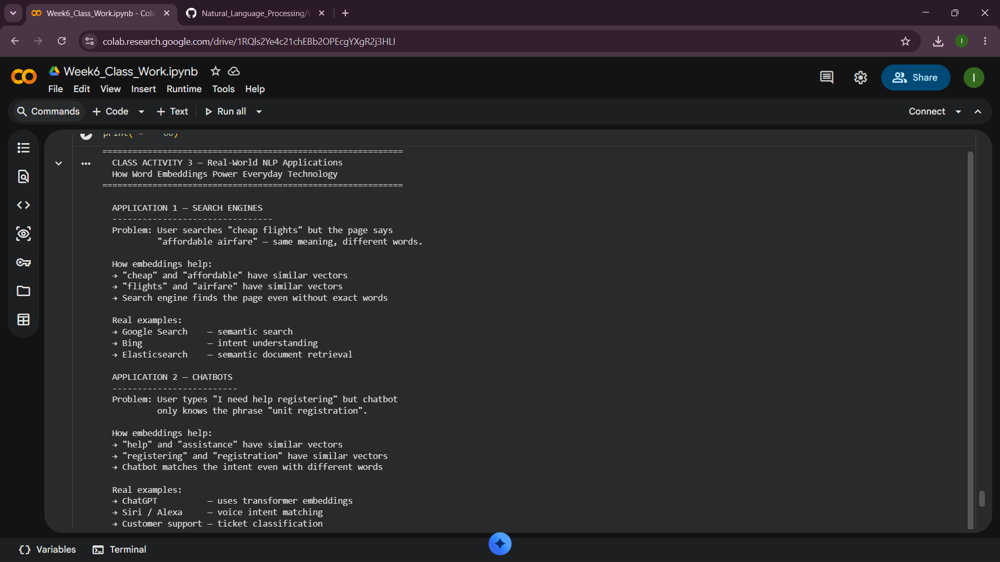 Week6_Class_Work.ipynb - Cola
Natural_Language_Processing/
colab.research.google.com/drive/1RQls2Ye4c21chEBb2OPEcgYXgR2j3HLI
I
Week6_Class_Work.ipynb
File Edit View Insert Runtime Tools Help
Share
I
Commands + Code + Text Run all
Connect
============================================================
CLASS ACTIVITY 3 — Real-World NLP Applications
How Word Embeddings Power Everyday Technology
============================================================
APPLICATION 1 — SEARCH ENGINES
--------------------------------
Problem: User searches "cheap flights" but the page says
"affordable airfare" — same meaning, different words.
How embeddings help:
→ "cheap" and "affordable" have similar vectors
→ "flights" and "airfare" have similar vectors
→ Search engine finds the page even without exact words
Real examples:
→ Google Search — semantic search
→ Bing — intent understanding
→ Elasticsearch — semantic document retrieval
APPLICATION 2 — CHATBOTS
-------------------------
Problem: User types "I need help registering" but chatbot
only knows the phrase "unit registration".
How embeddings help:
→ "help" and "assistance" have similar vectors
→ "registering" and "registration" have similar vectors
→ Chatbot matches the intent even with different words
Real examples:
→ ChatGPT — uses transformer embeddings
→ Siri / Alexa — voice intent matching
→ Customer support — ticket classification
Variables
Terminal